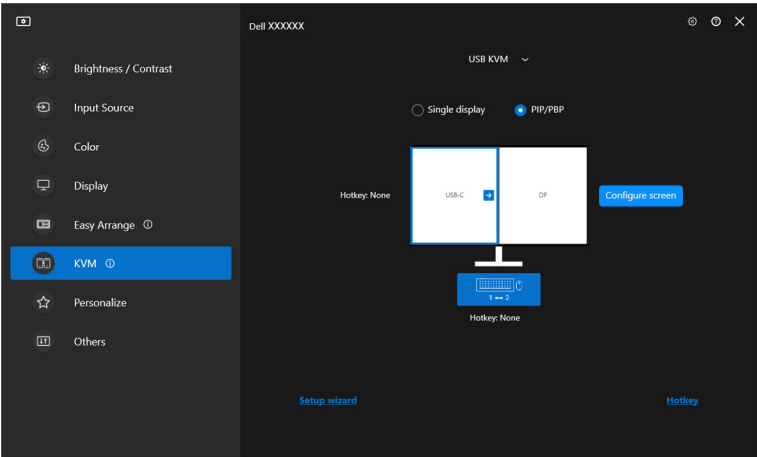 Dell XXXXXX
Brightness / Contrast
Input Source
Color
Display
Easy Arrange
KVM
Personalize
Others
USB KVM
Single display
PIP/PBP
Hotkey: None
USB-C
DP
Configure screen
1 ↔ 2
Hotkey: None
Setup wizard
Hotkey